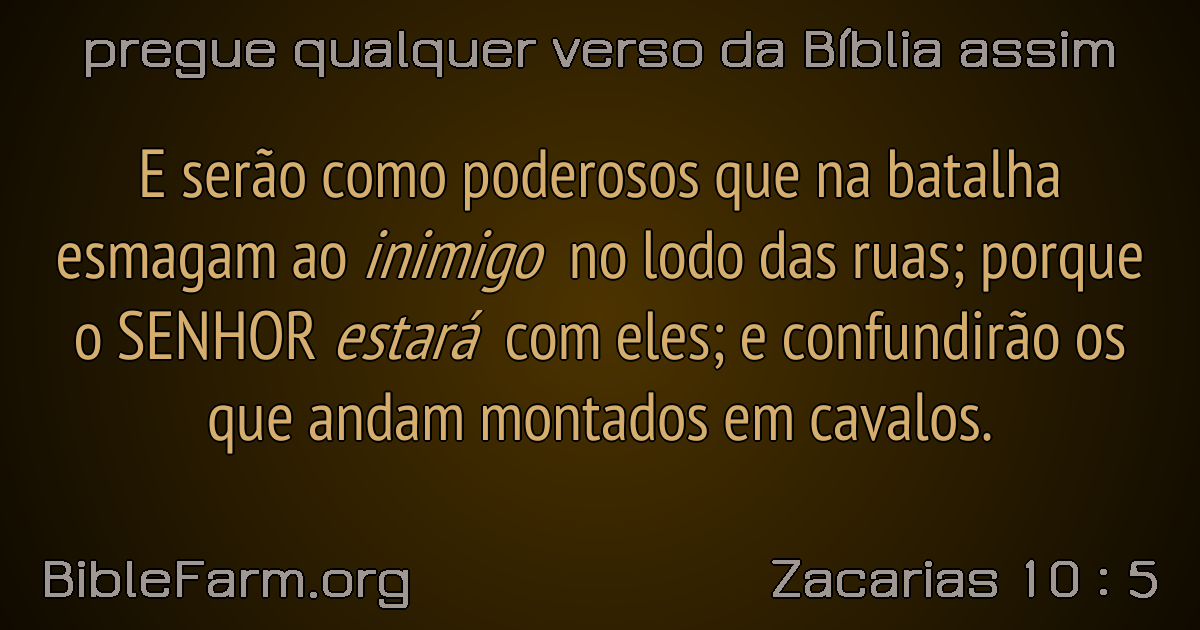 pregue qualquer verso da Bíblia assim
E serão como poderosos que na batalha
esmagam ao inimigo no lodo das ruas; porque
o SENHOR estará com eles; e confundirão os
que andam montados em cavalos.
BibleFarm.org
Zacarias 10 : 5